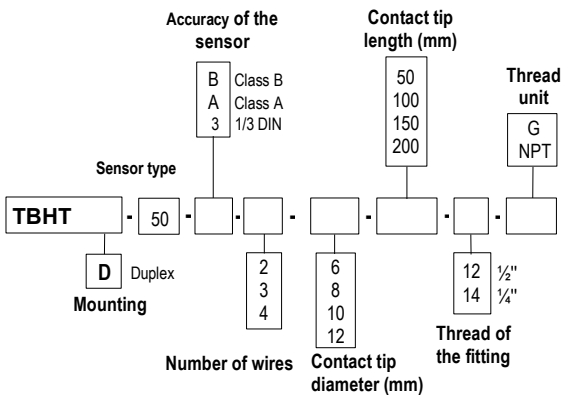 Accuracy of the
sensor
B Class B
A Class A
3 1/3 DIN
Contact tip
length (mm)
50
100
150
200
Thread
unit
G
NPT
Sensor type
TBHT - 50 - - - - - -
D Duplex
Mounting
2
3
4
Number of wires
6
8
10
12
Contact tip
diameter (mm)
12 ½"
14 ¼"
Thread of
the fitting